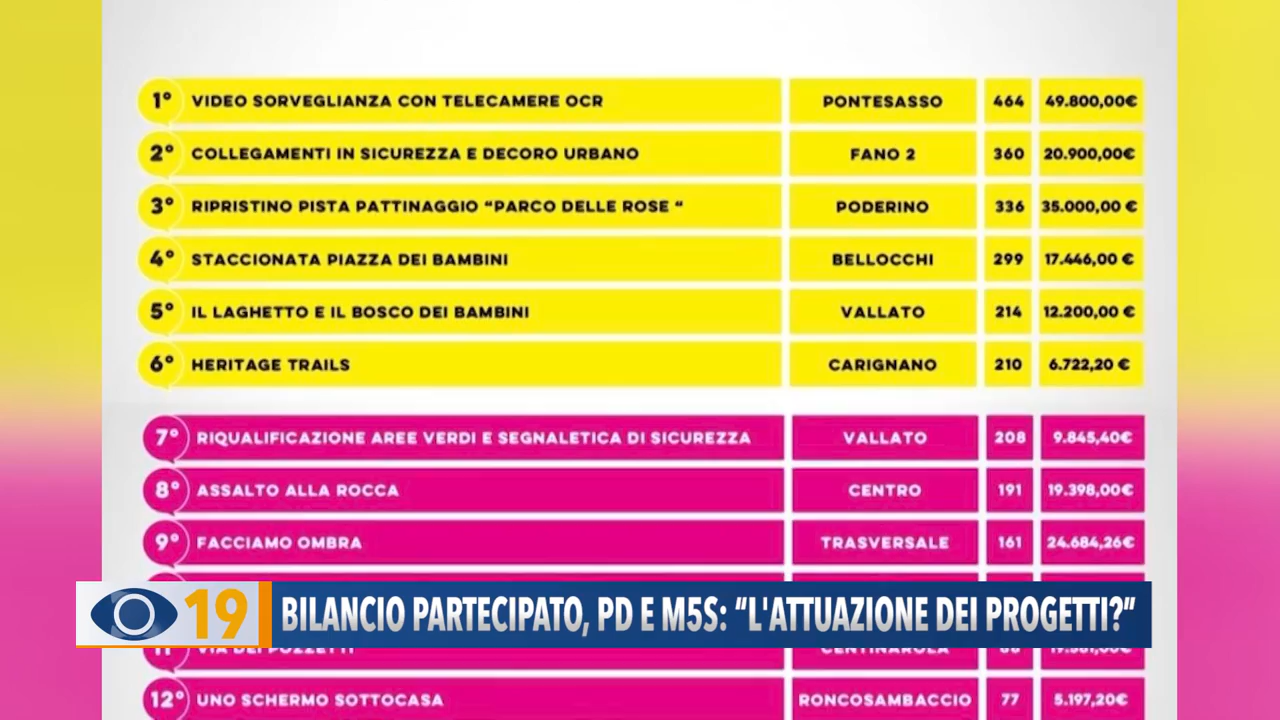 1° VIDEO SORVEGLIANZA CON TELECAMERE OCR PONTESASSO 464 49.800,00€
2° COLLEGAMENTI IN SICUREZZA E DECORO URBANO FANO 2 360 20.900,00€
3° RIPRISTINO PISTA PATTINAGGIO “PARCO DELLE ROSE “ PODERINO 336 35.000,00 €
4° STACCIONATA PIAZZA DEI BAMBINI BELLOCCHI 299 17.446,00 €
5° IL LAGHETTO E IL BOSCO DEI BAMBINI VALLATO 214 12.200,00 €
6° HERITAGE TRAILS CARIGNANO 210 6.722,20 €
7° RIQUALIFICAZIONE AREE VERDI E SEGNALETICA DI SICUREZZA VALLATO 208 9.845,40€
8° ASSALTO ALLA ROCCA CENTRO 191 19.398,00€
9° FACCIAMO OMBRA TRASVERSALE 161 24.684,26€
19 BILANCIO PARTECIPATO, PD E M5S: “L'ATTUAZIONE DEI PROGETTI?”
VIA DEI POZZETTI CENTINAROLA
12° UNO SCHERMO SOTTOCASA RONCOSAMBACCIO 77 5.197,20€